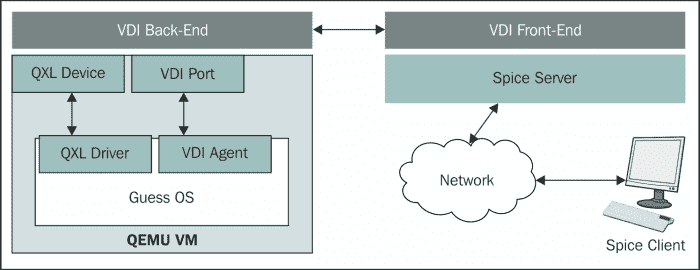 VDI Back-End
VDI Front-End
QXL Device
VDI Port
Spice Server
QXL Driver
VDI Agent
Guess OS
QEMU VM
Network
Spice Client